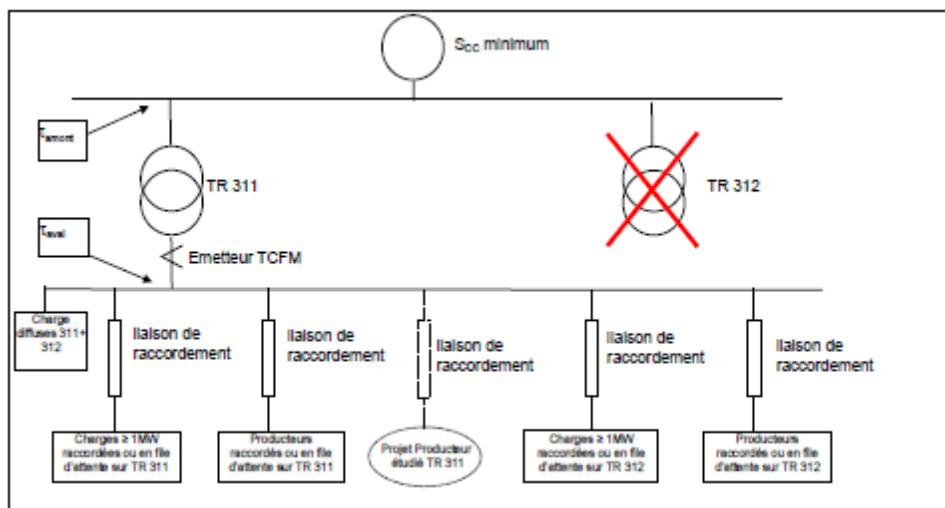 Scc minimum
τamont
TR 311
TR 312
τaval
Emetteur TCFM
Charge
diffuses 311+
312
liaison de
raccordement
liaison de
raccordement
liaison de
raccordement
liaison de
raccordement
liaison de
raccordement
Charges ≥ 1MW
raccordées ou en file
d'attente sur TR 311
Producteurs
raccordés ou en file
d'attente sur TR 311
Projet Producteur
étudié TR 311
Charges ≥ 1MW
raccordées ou en file
d'attente sur TR 312
Producteurs
raccordés ou en file
d'attente sur TR 312